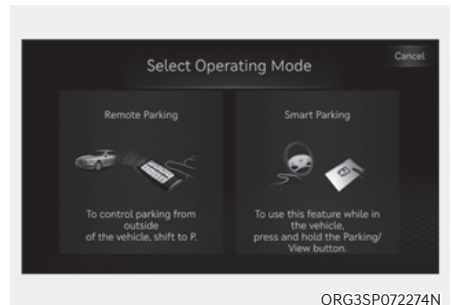 Cancel
Select Operating Mode
Remote Parking
Smart Parking
To control parking from
outside
of the vehicle, shift to P.
To use this feature while in
the vehicle,
press and hold the Parking/
View button.
ORG3SP072274N